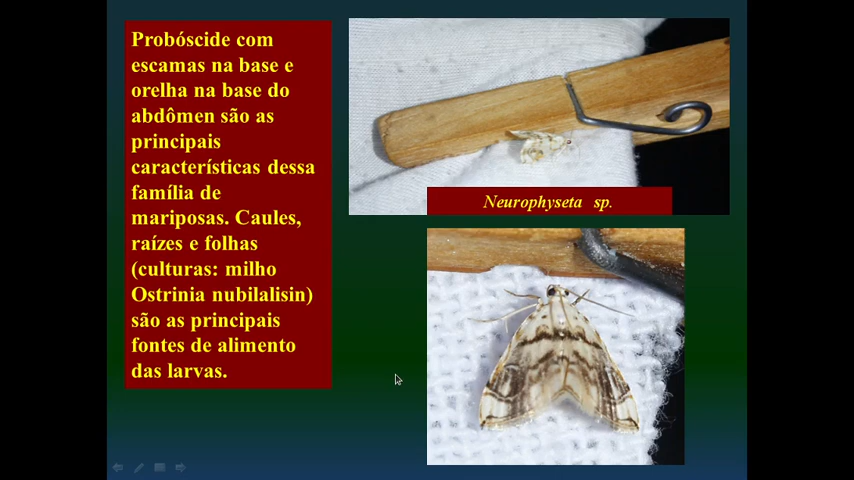 Probóscide com
escamas na base e
orelha na base do
abdômen são as
principais
características dessa
família de
mariposas. Caules,
raízes e folhas
(culturas: milho
Ostrinia nubilalisin)
são as principais
fontes de alimento
das larvas.
Neurophyseta sp.